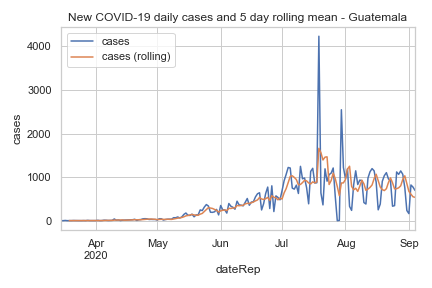 New COVID-19 daily cases and 5 day rolling mean - Guatemala
cases
cases (rolling)
4000
3000
2000
1000
0
cases
Apr
2020
May
Jun
Jul
Aug
Sep
dateRep